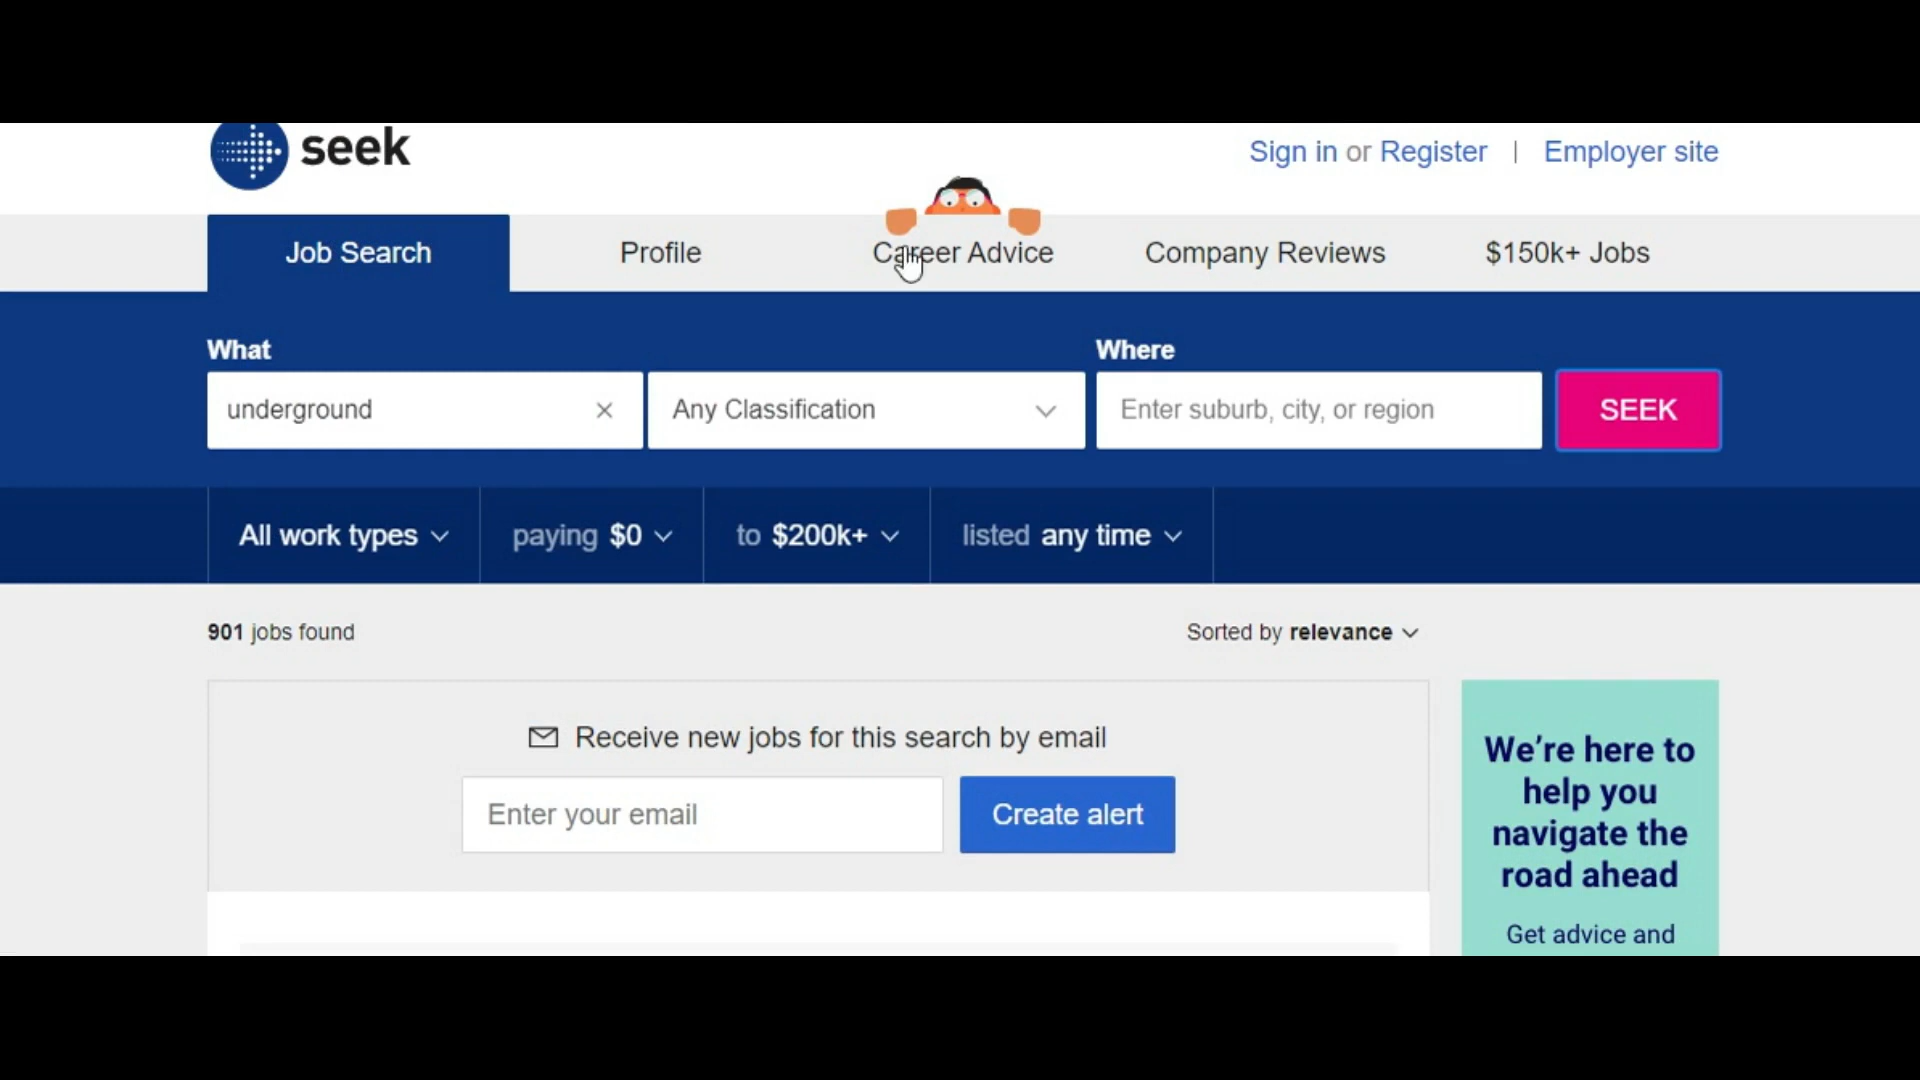 seek
Sign in or Register | Employer site
Job Search Profile Career Advice Company Reviews $150k+ Jobs
What Where
underground Any Classification Enter suburb, city, or region SEEK
All work types paying $0 to $200k+ listed any time
901 jobs found Sorted by relevance
Receive new jobs for this search by email
Enter your email Create alert
We’re here to
help you
navigate the
road ahead
Get advice and